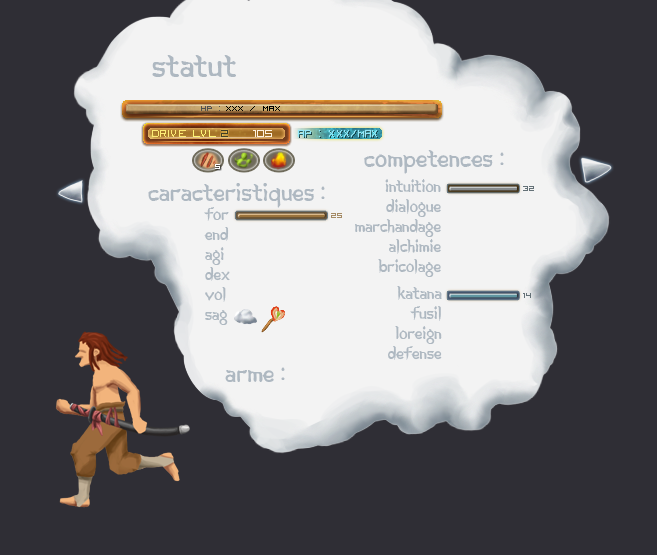 statut
HP : XXX / MAX
DRIVE LVL 2 105
AP : XXX/MAX
5
caracteristiques :
for 25
end
agi
dex
vol
sag
arme :
competences :
intuition 32
dialogue
marchandage
alchimie
bricolage
katana 14
fusil
loreign
defense